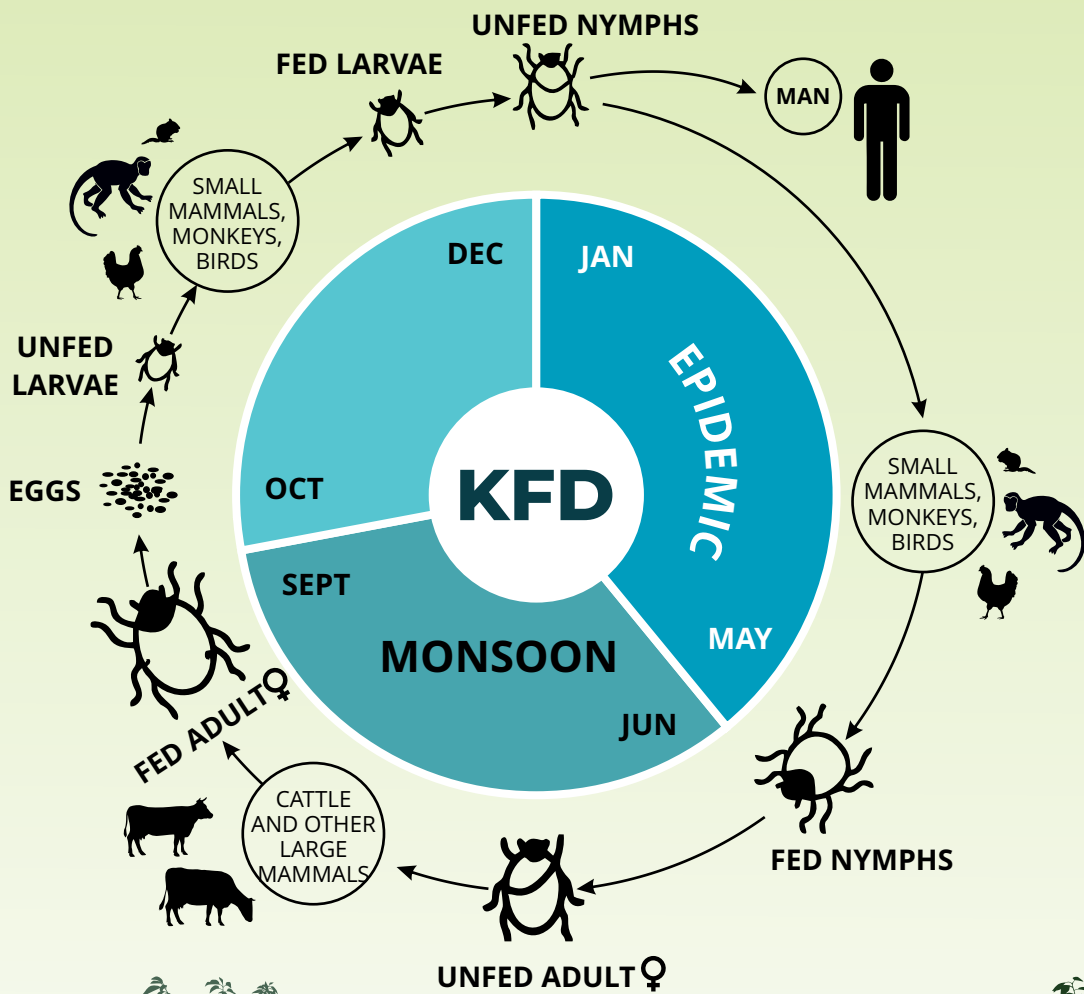 UNFED NYMPHS
FED LARVAE
MAN
SMALL
MAMMALS,
MONKEYS,
BIRDS
DEC
JAN
UNFED
LARVAE
EPIDEMIC
EGGS
OCT
KFD
SMALL
MAMMALS,
MONKEYS,
BIRDS
SEPT
MONSOON
MAY
JUN
FED ADULT♀
CATTLE
AND OTHER
LARGE
MAMMALS
FED NYMPHS
UNFED ADULT♀